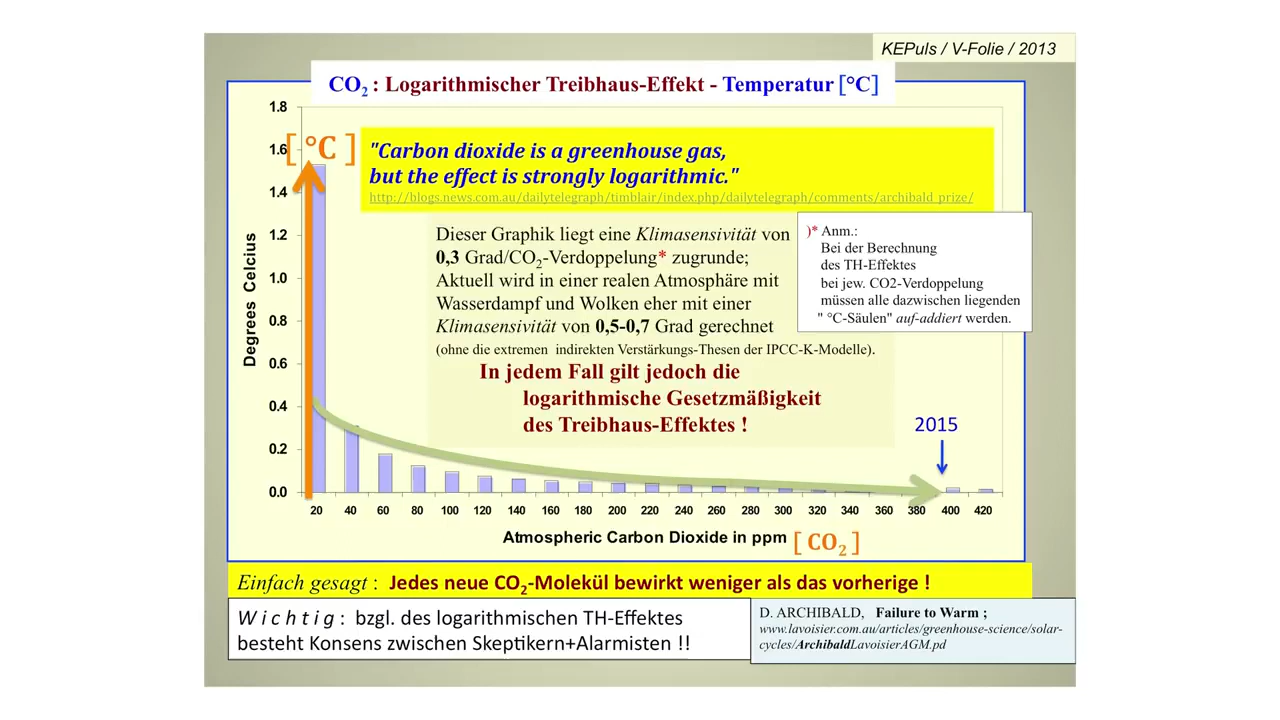 KEPuls / V-Folie / 2013
CO2 : Logarithmischer Treibhaus-Effekt - Temperatur [°C]
1.8
1.6
1.4
1.2
1.0
0.8
0.6
0.4
0.2
0.0
Degrees Celcius
[ °C ]
"Carbon dioxide is a greenhouse gas,
but the effect is strongly logarithmic."
http://blogs.news.com.au/dailytelegraph/timblair/index.php/dailytelegraph/comments/archibald_prize/
Dieser Graphik liegt eine Klimasensivität von
0,3 Grad/CO2-Verdoppelung* zugrunde;
Aktuell wird in einer realen Atmosphäre mit
Wasserdampf und Wolken eher mit einer
Klimasensivität von 0,5-0,7 Grad gerechnet
(ohne die extremen indirekten Verstärkungs-Thesen der IPCC-K-Modelle).
In jedem Fall gilt jedoch die
logarithmische Gesetzmäßigkeit
des Treibhaus-Effektes !
)* Anm.:
Bei der Berechnung
des TH-Effektes
bei jew. CO2-Verdoppelung
müssen alle dazwischen liegenden
" °C-Säulen" auf-addiert werden.
2015
20 40 60 80 100 120 140 160 180 200 220 240 260 280 300 320 340 360 380 400 420
Atmospheric Carbon Dioxide in ppm [ CO2 ]
Einfach gesagt : Jedes neue CO2-Molekül bewirkt weniger als das vorherige !
Wichtig : bzgl. des logarithmischen TH-Effektes
besteht Konsens zwischen Skeptikern+Alarmisten !!
D. ARCHIBALD, Failure to Warm ;
www.lavoisier.com.au/articles/greenhouse-science/solar-
cycles/ArchibaldLavoisierAGM.pd